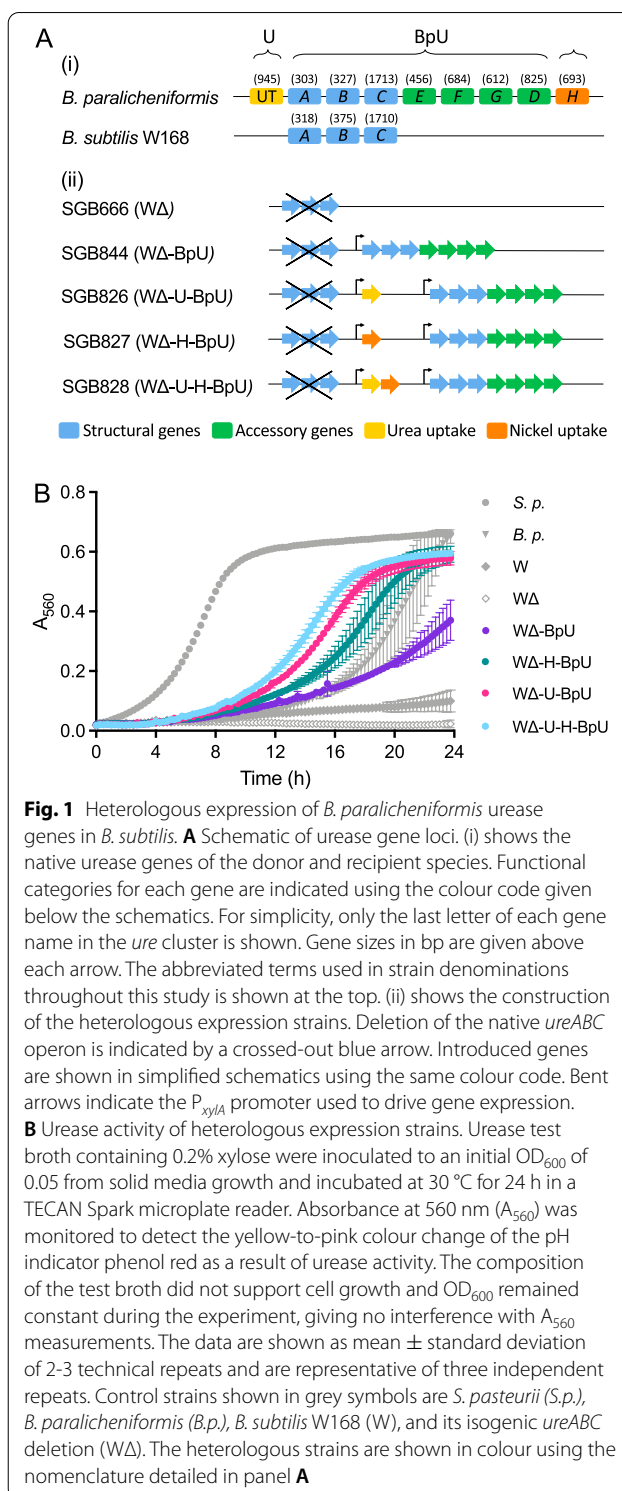 A
U BpU
(i)
(945) (303) (327) (1713) (456) (684) (612) (825) (693)
B. paralicheniformis UT A B C E F G D H
(318) (375) (1710)
B. subtilis W168 A B C
(ii)
SGB666 (WΔ)
SGB844 (WΔ-BpU)
SGB826 (WΔ-U-BpU)
SGB827 (WΔ-H-BpU)
SGB828 (WΔ-U-H-BpU)
Structural genes Accessory genes Urea uptake Nickel uptake
B
A560
0.8
0.6
0.4
0.2
0.0
0 4 8 12 16 20 24
Time (h)
S. p.
B. p.
W
WΔ
WΔ-BpU
WΔ-H-BpU
WΔ-U-BpU
WΔ-U-H-BpU
Fig. 1 Heterologous expression of B. paralicheniformis urease
genes in B. subtilis. A Schematic of urease gene loci. (i) shows the
native urease genes of the donor and recipient species. Functional
categories for each gene are indicated using the colour code given
below the schematics. For simplicity, only the last letter of each gene
name in the ure cluster is shown. Gene sizes in bp are given above
each arrow. The abbreviated terms used in strain denominations
throughout this study is shown at the top. (ii) shows the construction
of the heterologous expression strains. Deletion of the native ureABC
operon is indicated by a crossed-out blue arrow. Introduced genes
are shown in simplified schematics using the same colour code. Bent
arrows indicate the PxylA promoter used to drive gene expression.
B Urease activity of heterologous expression strains. Urease test
broth containing 0.2% xylose were inoculated to an initial OD600 of
0.05 from solid media growth and incubated at 30 °C for 24 h in a
TECAN Spark microplate reader. Absorbance at 560 nm (A560) was
monitored to detect the yellow-to-pink colour change of the pH
indicator phenol red as a result of urease activity. The composition
of the test broth did not support cell growth and OD600 remained
constant during the experiment, giving no interference with A560
measurements. The data are shown as mean ± standard deviation
of 2-3 technical repeats and are representative of three independent
repeats. Control strains shown in grey symbols are S. pasteurii (S.p.),
B. paralicheniformis (B.p.), B. subtilis W168 (W), and its isogenic ureABC
deletion (WΔ). The heterologous strains are shown in colour using the
nomenclature detailed in panel A